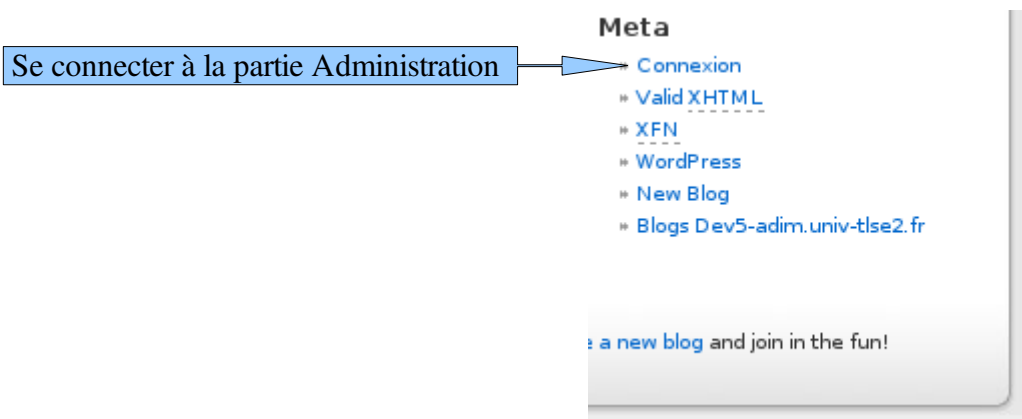 Meta
Se connecter à la partie Administration
» Connexion
» Valid XHTML
» XFN
» WordPress
» New Blog
» Blogs Dev5-adim.univ-tlse2.fr
a new blog and join in the fun!